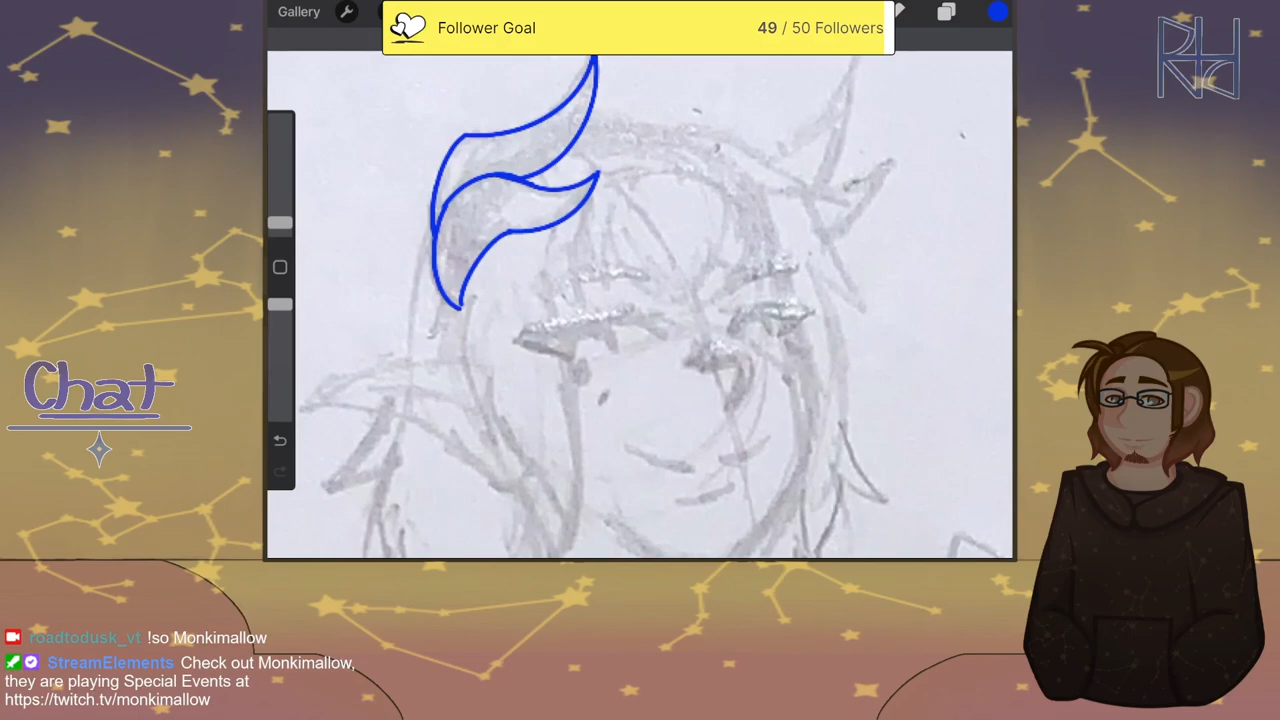 Gallery
Follower Goal
49 / 50 Followers
Chat
roadtodusk_vt !so Monkimallow
StreamElements Check out Monkimallow,
they are playing Special Events at
https://twitch.tv/monkimallow